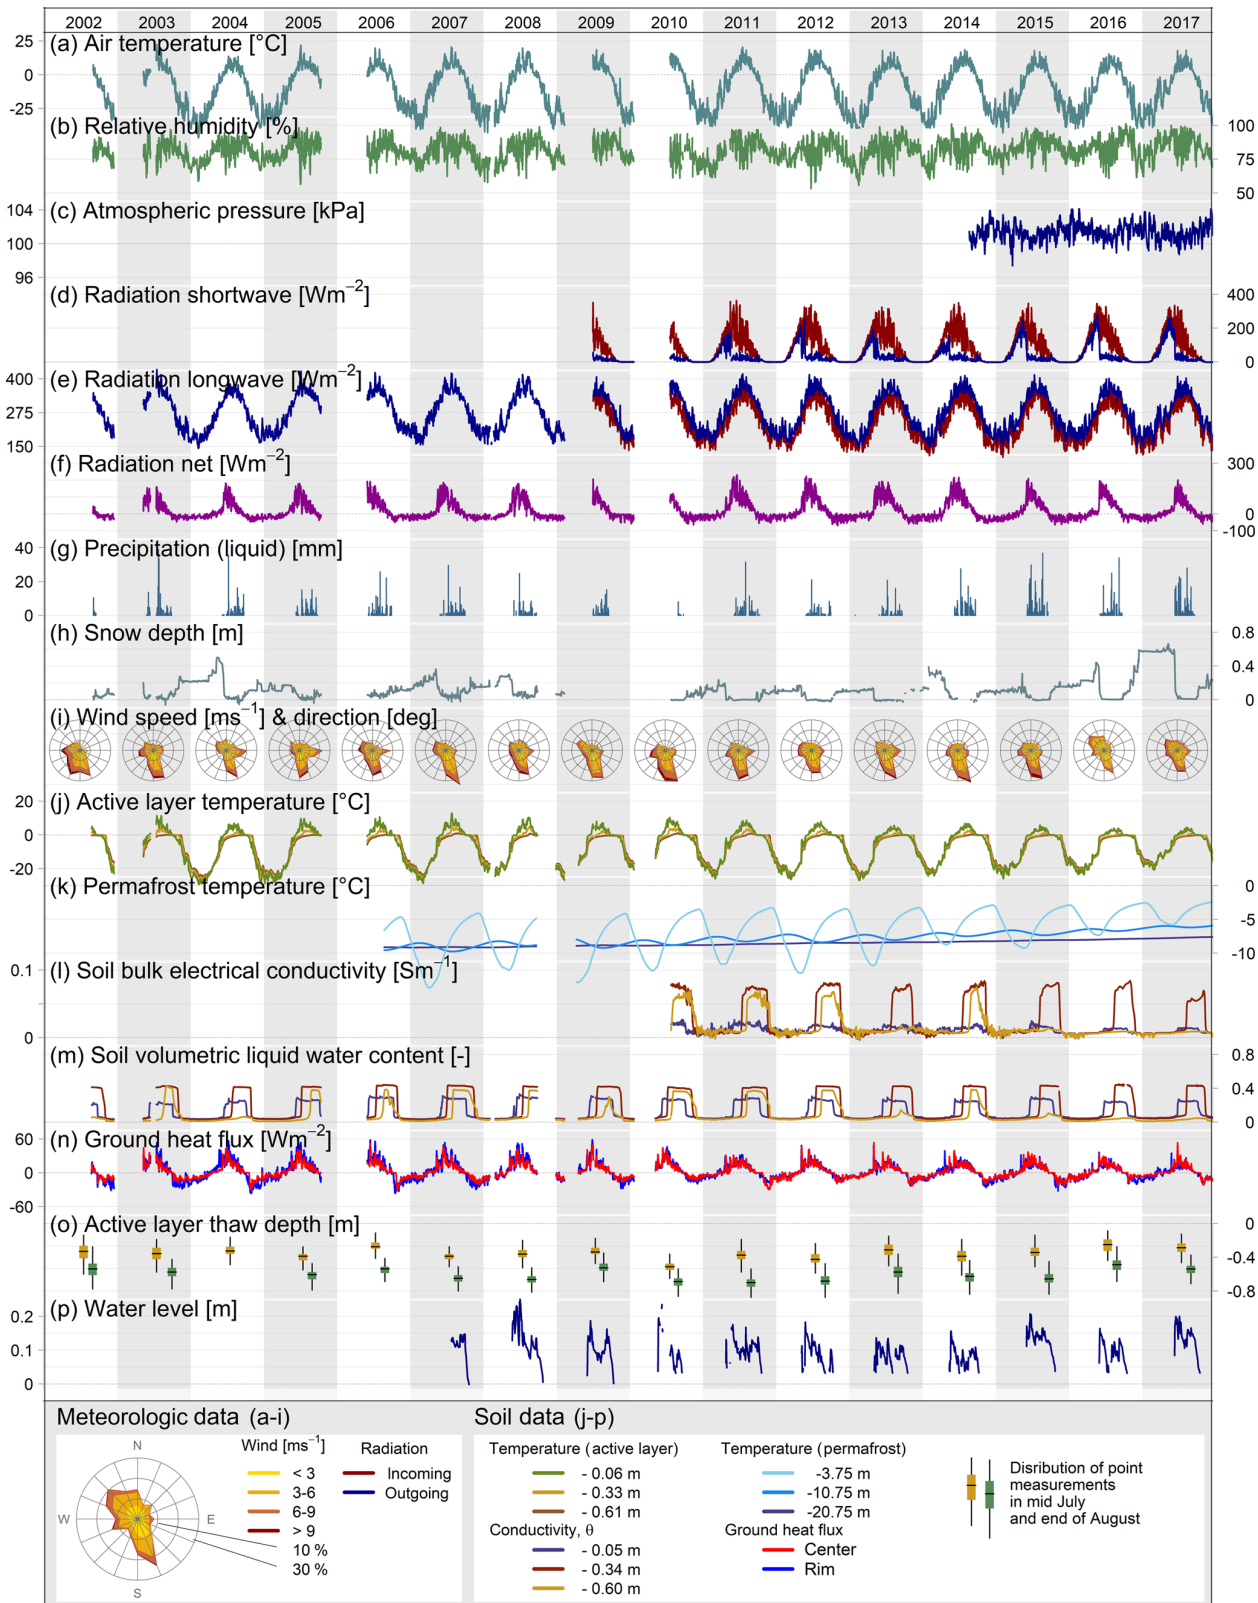 2002 2003 2004 2005 2006 2007 2008 2009 2010 2011 2012 2013 2014 2015 2016 2017
(a) Air temperature [°C]
25
0
-25
(b) Relative humidity [%]
100
75
50
(c) Atmospheric pressure [kPa]
104
100
96
(d) Radiation shortwave [Wm⁻²]
400
200
0
(e) Radiation longwave [Wm⁻²]
400
275
150
(f) Radiation net [Wm⁻²]
300
0
-100
(g) Precipitation (liquid) [mm]
40
20
0
(h) Snow depth [m]
0.8
0.4
0
(i) Wind speed [ms⁻¹] & direction [deg]
(j) Active layer temperature [°C]
20
0
-20
(k) Permafrost temperature [°C]
0
-5
-10
(l) Soil bulk electrical conductivity [Sm⁻¹]
0.1
0
(m) Soil volumetric liquid water content [-]
0.8
0.4
0
(n) Ground heat flux [Wm⁻²]
60
0
-60
(o) Active layer thaw depth [m]
0
-0.4
-0.8
(p) Water level [m]
0.2
0.1
0
Meteorologic data (a-i)
N
W
E
S
Wind [ms⁻¹]
< 3
3-6
6-9
> 9
10 %
30 %
Radiation
Incoming
Outgoing
Soil data (j-p)
Temperature (active layer)
- 0.06 m
- 0.33 m
- 0.61 m
Conductivity, θ
- 0.05 m
- 0.34 m
- 0.60 m
Temperature (permafrost)
-3.75 m
-10.75 m
-20.75 m
Ground heat flux
Center
Rim
Disribution of point
measurements
in mid July
and end of August